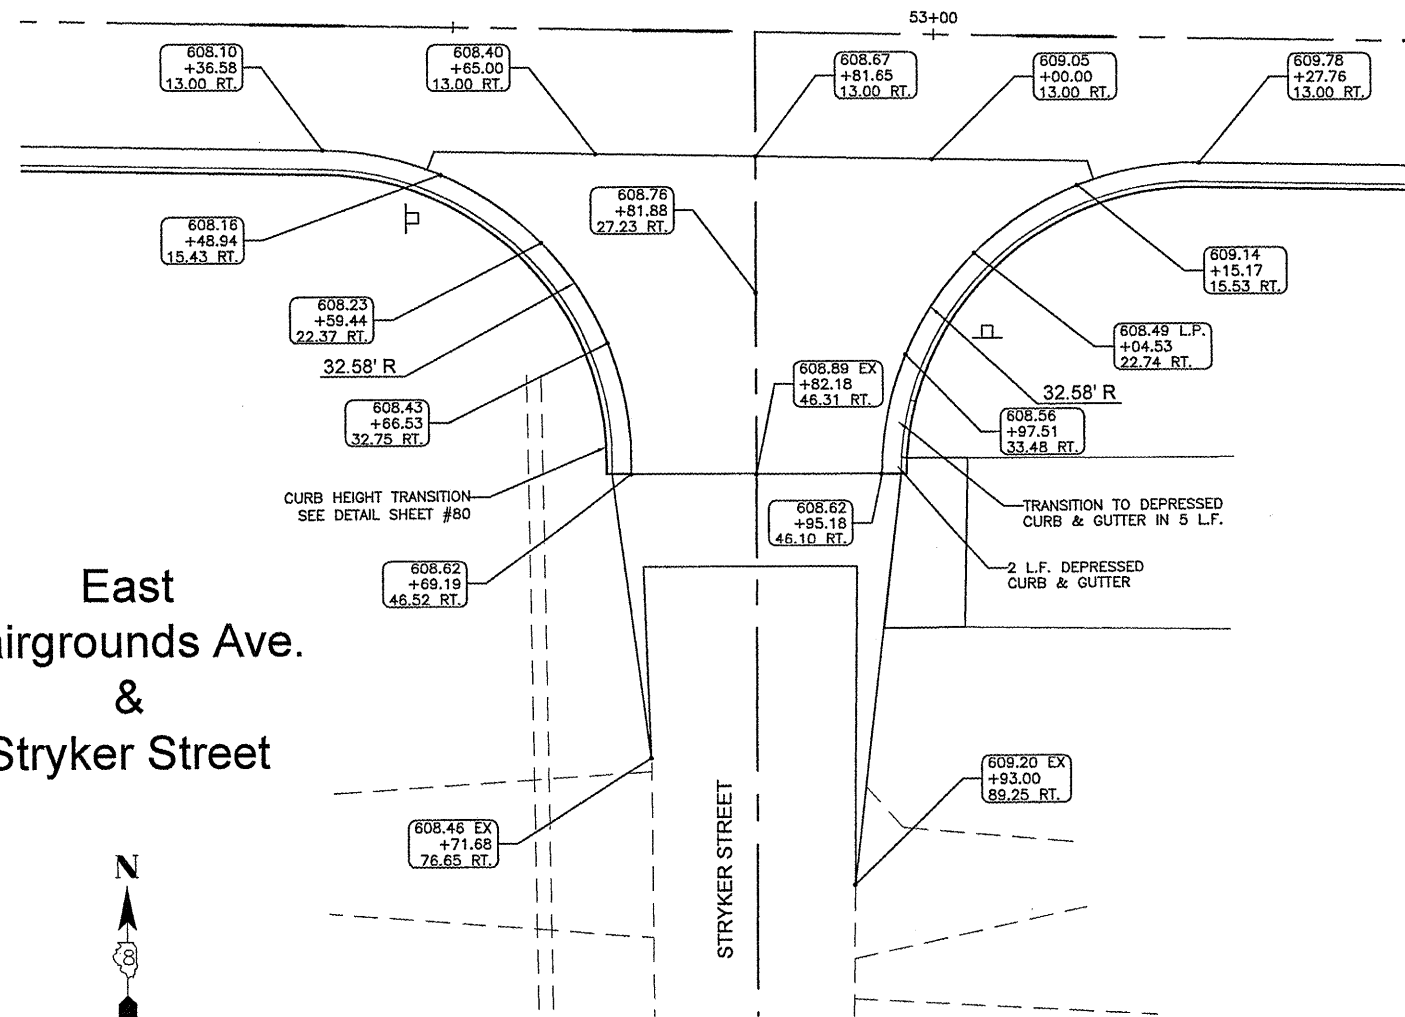 53+00
608.10
+36.58
13.00 RT.
608.40
+65.00
13.00 RT.
608.67
+81.65
13.00 RT.
609.05
+00.00
13.00 RT.
609.78
+27.76
13.00 RT.
608.16
+48.94
15.43 RT.
608.76
+81.88
27.23 RT.
609.14
+15.17
15.53 RT.
608.23
+59.44
22.37 RT.
608.49 L.P.
+04.53
22.74 RT.
32.58' R
608.89 EX
+82.18
46.31 RT.
32.58' R
608.43
+66.53
32.75 RT.
608.56
+97.51
33.48 RT.
CURB HEIGHT TRANSITION
SEE DETAIL SHEET #80
608.62
+95.18
46.10 RT.
TRANSITION TO DEPRESSED
CURB & GUTTER IN 5 L.F.
608.62
+69.19
46.52 RT.
2 L.F. DEPRESSED
CURB & GUTTER
East
airgrounds Ave.
&
Stryker Street
609.20 EX
+93.00
89.25 RT.
608.46 EX
+71.68
76.65 RT.
STRYKER STREET
N